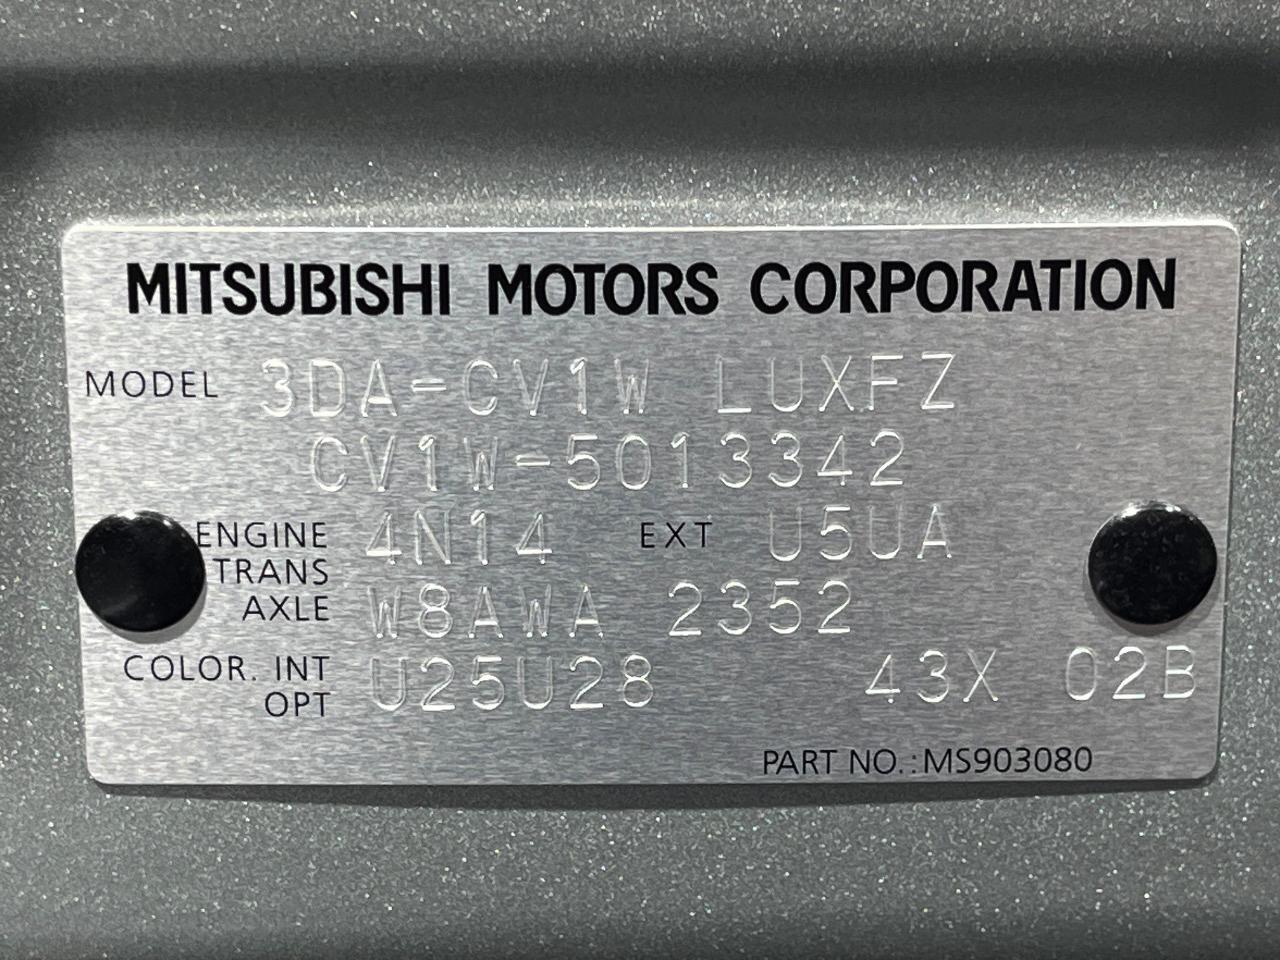 MITSUBISHI MOTORS CORPORATION
MODEL 3DA-CV1W LUXFZ
CV1W-5013342
ENGINE 4N14 EXT U5UA
TRANS
AXLE W8AWA 2352
COLOR. INT U25U28 43X 02B
OPT
PART NO.:MS903080